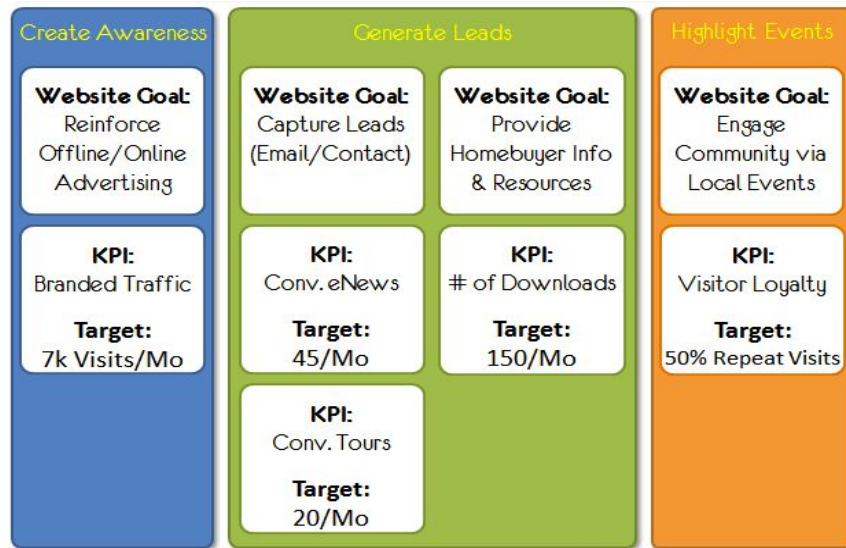 Create Awareness
Website Goal:
Reinforce
Offline/Online
Advertising
KPI:
Branded Traffic
Target:
7k Visits/Mo
Generate Leads
Website Goal:
Capture Leads
(Email/Contact)
KPI:
Conv. eNews
Target:
45/Mo
KPI:
Conv. Tours
Target:
20/Mo
Website Goal:
Provide
Homebuyer Info
& Resources
KPI:
# of Downloads
Target:
150/Mo
Highlight Events
Website Goal:
Engage
Community via
Local Events
KPI:
Visitor Loyalty
Target:
50% Repeat Visits